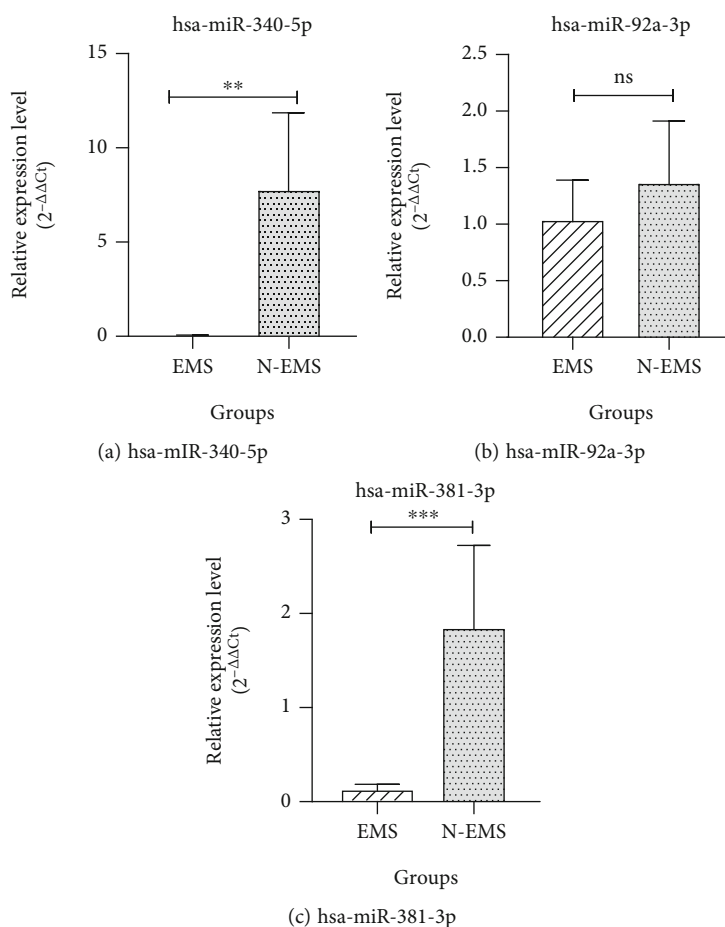 hsa-miR-340-5p
15
10
5
0
Relative expression level
(2^−ΔΔCt)
**
EMS
N-EMS
Groups
(a) hsa-mIR-340-5p
hsa-miR-92a-3p
2.5
2.0
1.5
1.0
0.5
0.0
Relative expression level
(2^−ΔΔCt)
ns
EMS
N-EMS
Groups
(b) hsa-mIR-92a-3p
hsa-miR-381-3p
3
2
1
0
Relative expression level
(2^−ΔΔCt)
***
EMS
N-EMS
Groups
(c) hsa-miR-381-3p